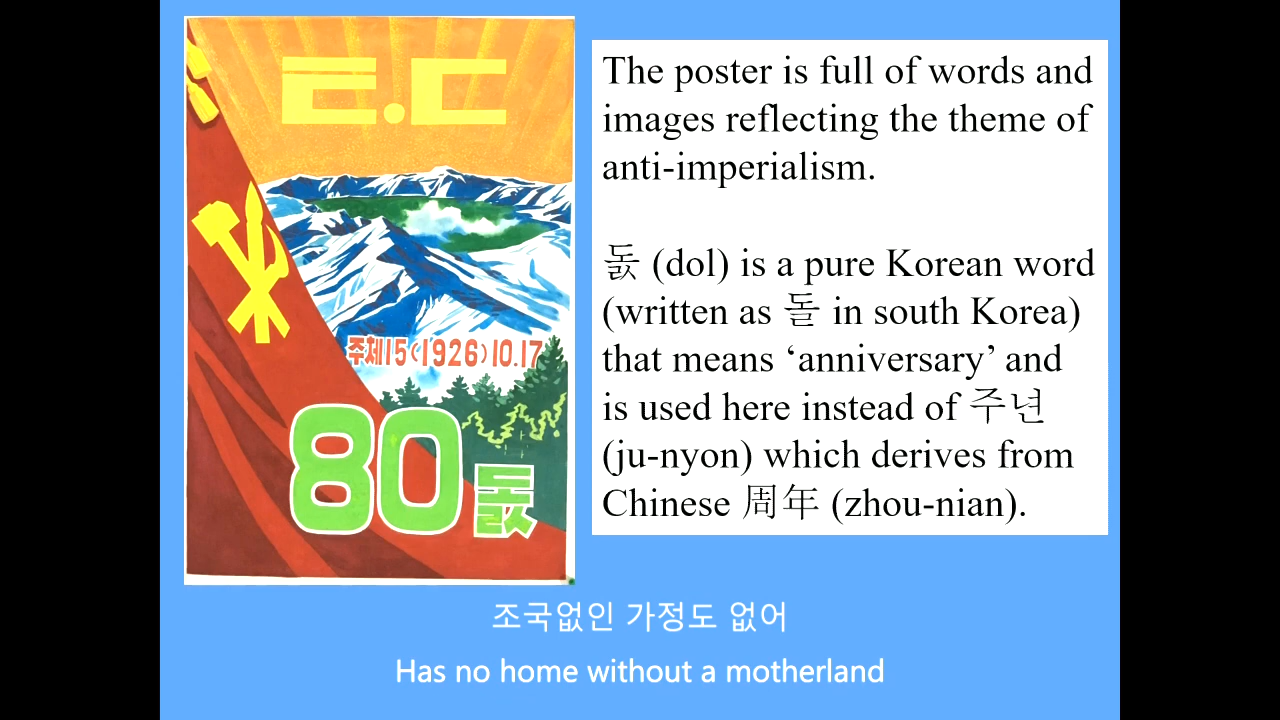 ㅌ.ㄷ
주체15(1926)10.17
80돐
The poster is full of words and
images reflecting the theme of
anti-imperialism.
돐 (dol) is a pure Korean word
(written as 돌 in south Korea)
that means ‘anniversary’ and
is used here instead of 주년
(ju-nyon) which derives from
Chinese 周年 (zhou-nian).
조국없인 가정도 없어
Has no home without a motherland